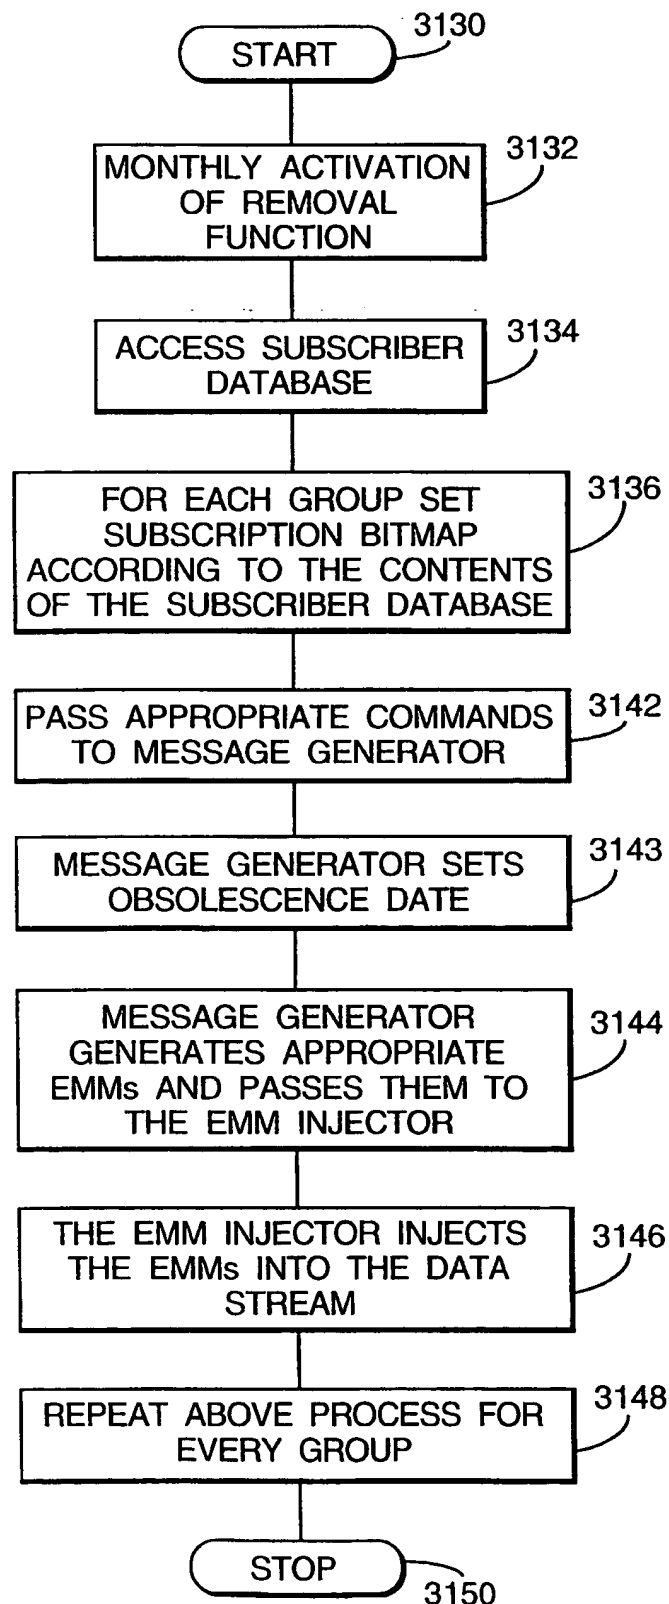 START
3130
MONTHLY ACTIVATION
OF REMOVAL
FUNCTION
3132
ACCESS SUBSCRIBER
DATABASE
3134
FOR EACH GROUP SET
SUBSCRIPTION BITMAP
ACCORDING TO THE CONTENTS
OF THE SUBSCRIBER DATABASE
3136
PASS APPROPRIATE COMMANDS
TO MESSAGE GENERATOR
3142
MESSAGE GENERATOR SETS
OBSOLESCENCE DATE
3143
MESSAGE GENERATOR
GENERATES APPROPRIATE
EMMs AND PASSES THEM TO
THE EMM INJECTOR
3144
THE EMM INJECTOR INJECTS
THE EMMs INTO THE DATA
STREAM
3146
REPEAT ABOVE PROCESS FOR
EVERY GROUP
3148
STOP
3150